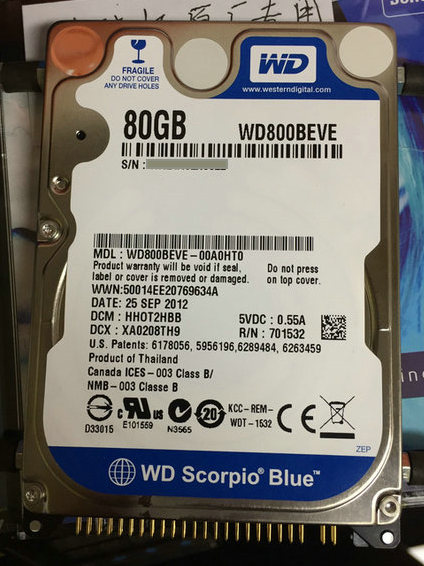 FRAGILE
DO NOT COVER
ANY DRIVE HOLES
WD
www.westerndigital.com
80GB
WD800BEVE
S/N :
MDL : WD800BEVE-00A0HT0
Product warranty will be void if seal,
label or cover is removed or damaged.
Do not press
on top cover.
WWN:50014EE20769634A
DATE: 25 SEP 2012
DCM : HHOT2HBB
5VDC : 0.55A
DCX : XA0208TH9
R/N : 701532
U.S. Patents: 6178056, 5956196,6289484, 6263459
Product of Thailand
Canada ICES-003 Class B/
NMB-003 Classe B
D33015
c RU us
E101559
N3565
20
KCC-REM-
WDT-1532
CE
ZEP
WD Scorpio® Blue™